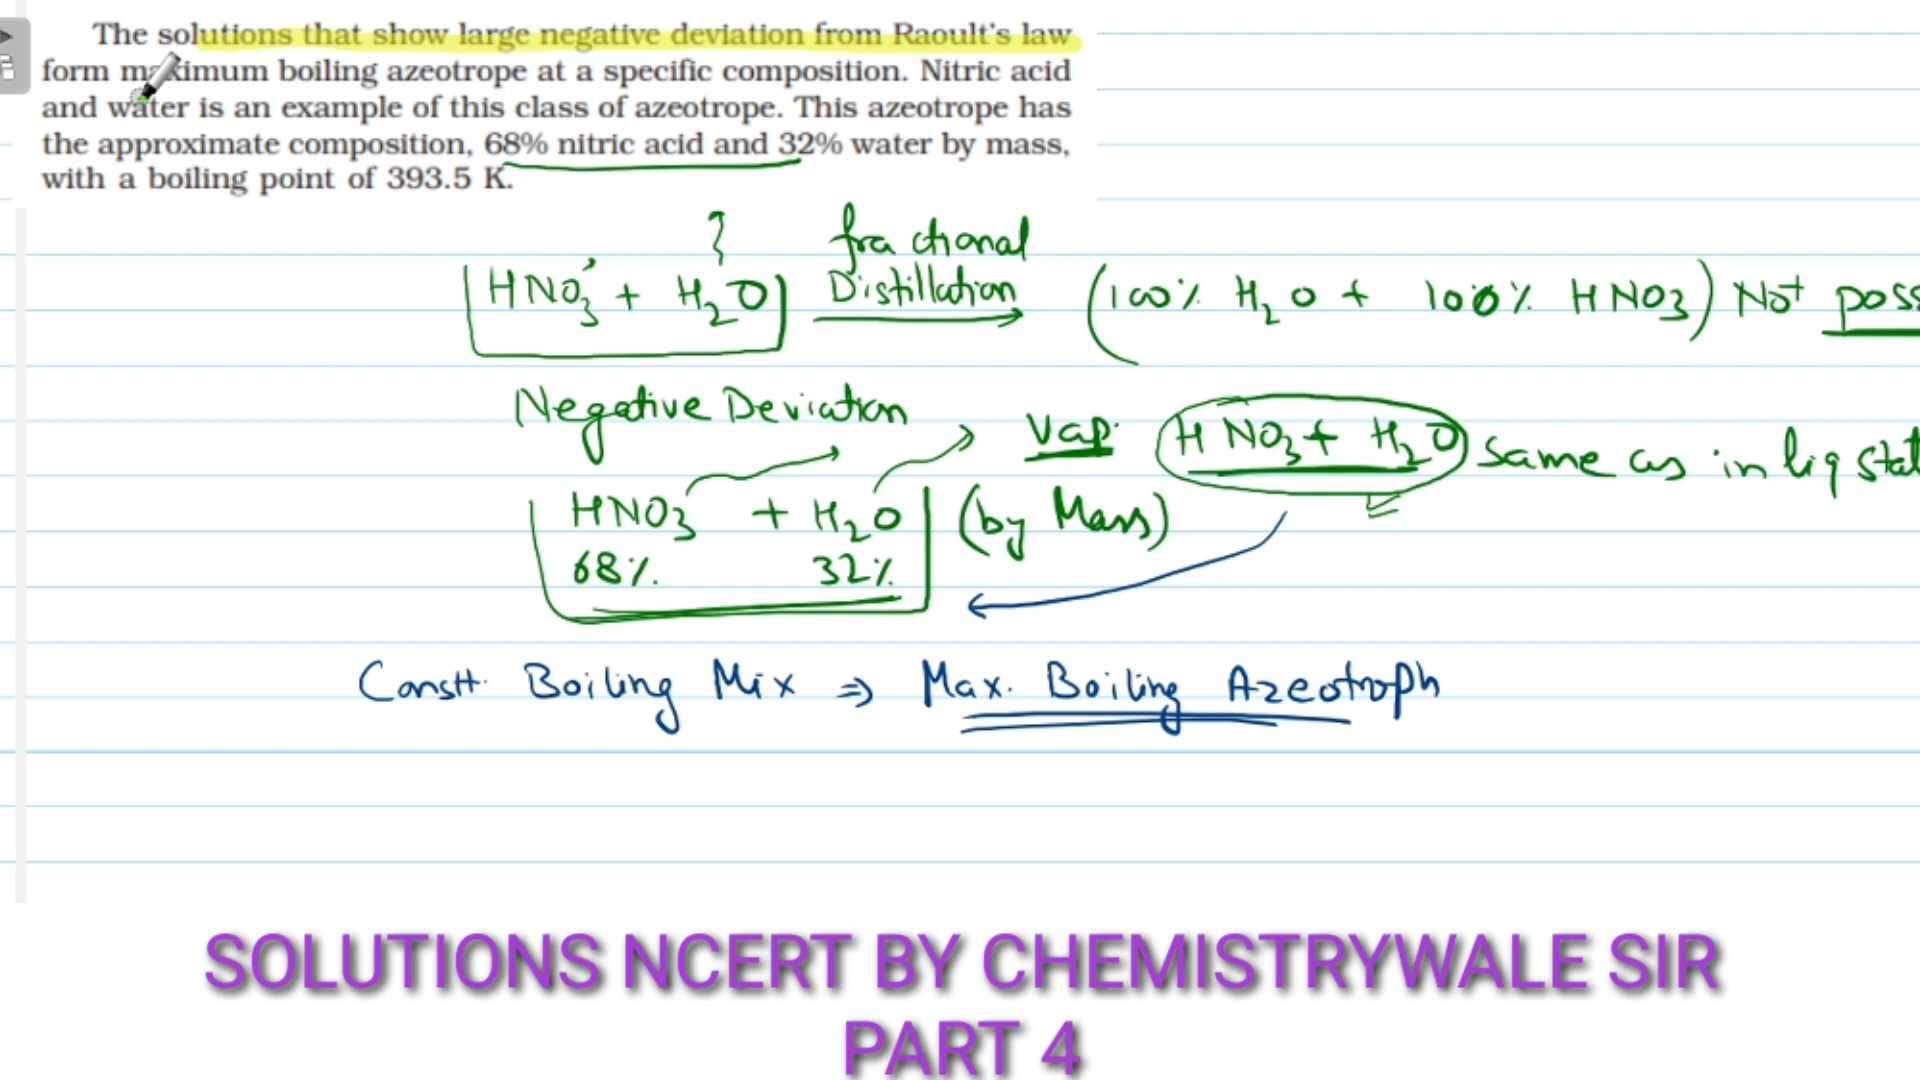 The solutions that show large negative deviation from Raoult's law
form maximum boiling azeotrope at a specific composition. Nitric acid
and water is an example of this class of azeotrope. This azeotrope has
the approximate composition, 68% nitric acid and 32% water by mass,
with a boiling point of 393.5 K.
fractional
HNO3 + H2O Distillation (100% H2O + 100% HNO3) Not poss
Negative Deviation
Vap. HNO3 + H2O same as in liq stat
HNO3 + H2O (by Mass)
68% 32%
Constt. Boiling Mix ⇒ Max. Boiling Azeotroph
SOLUTIONS NCERT BY CHEMISTRYWALE SIR
PART 4